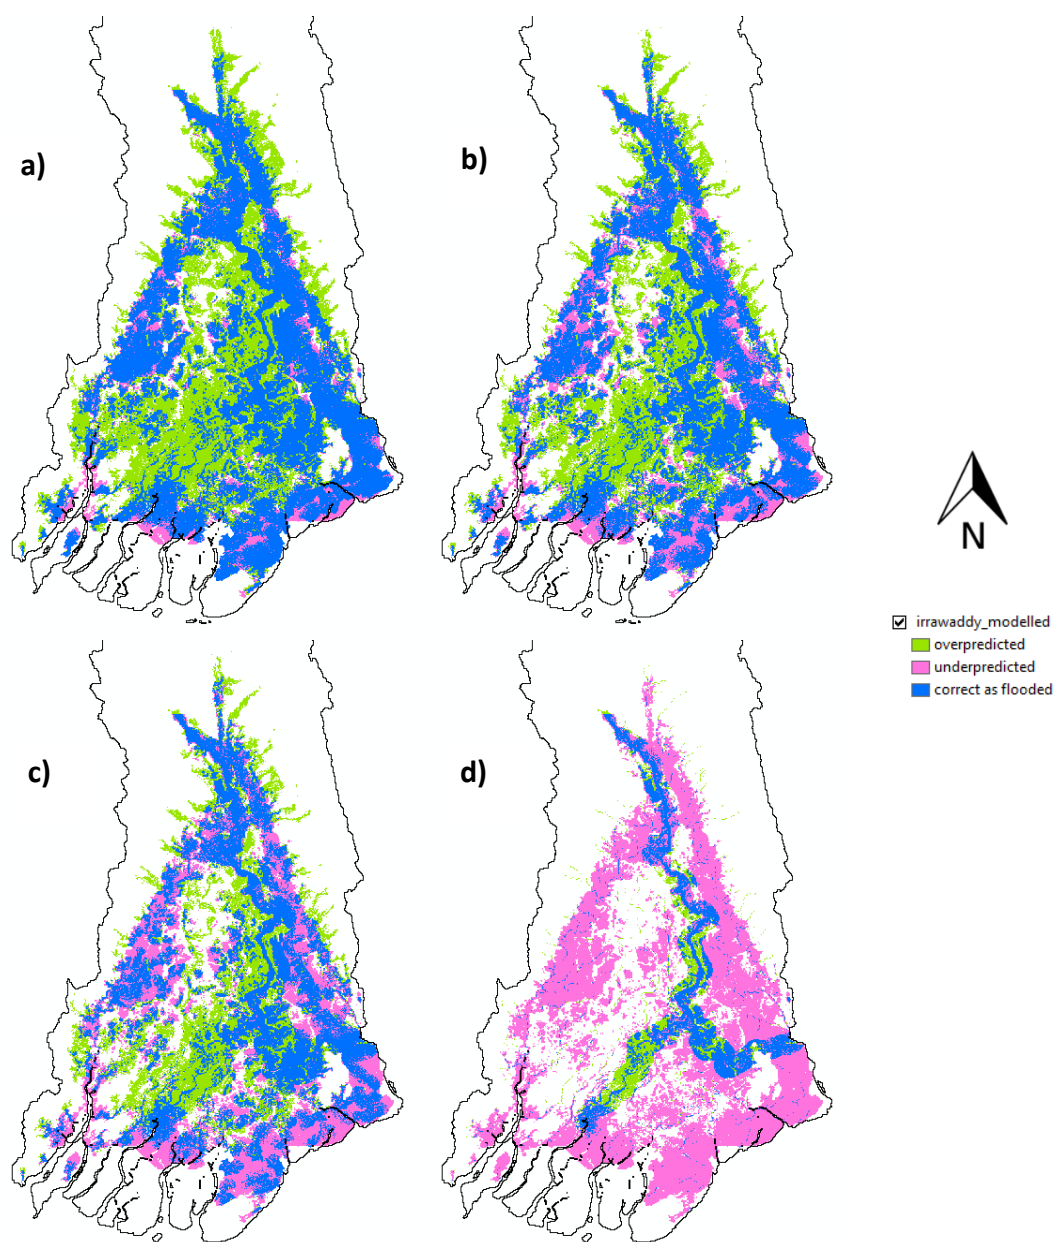 a)
b)
N
irrawaddy_modelled
overpredicted
underpredicted
correct as flooded
c)
d)